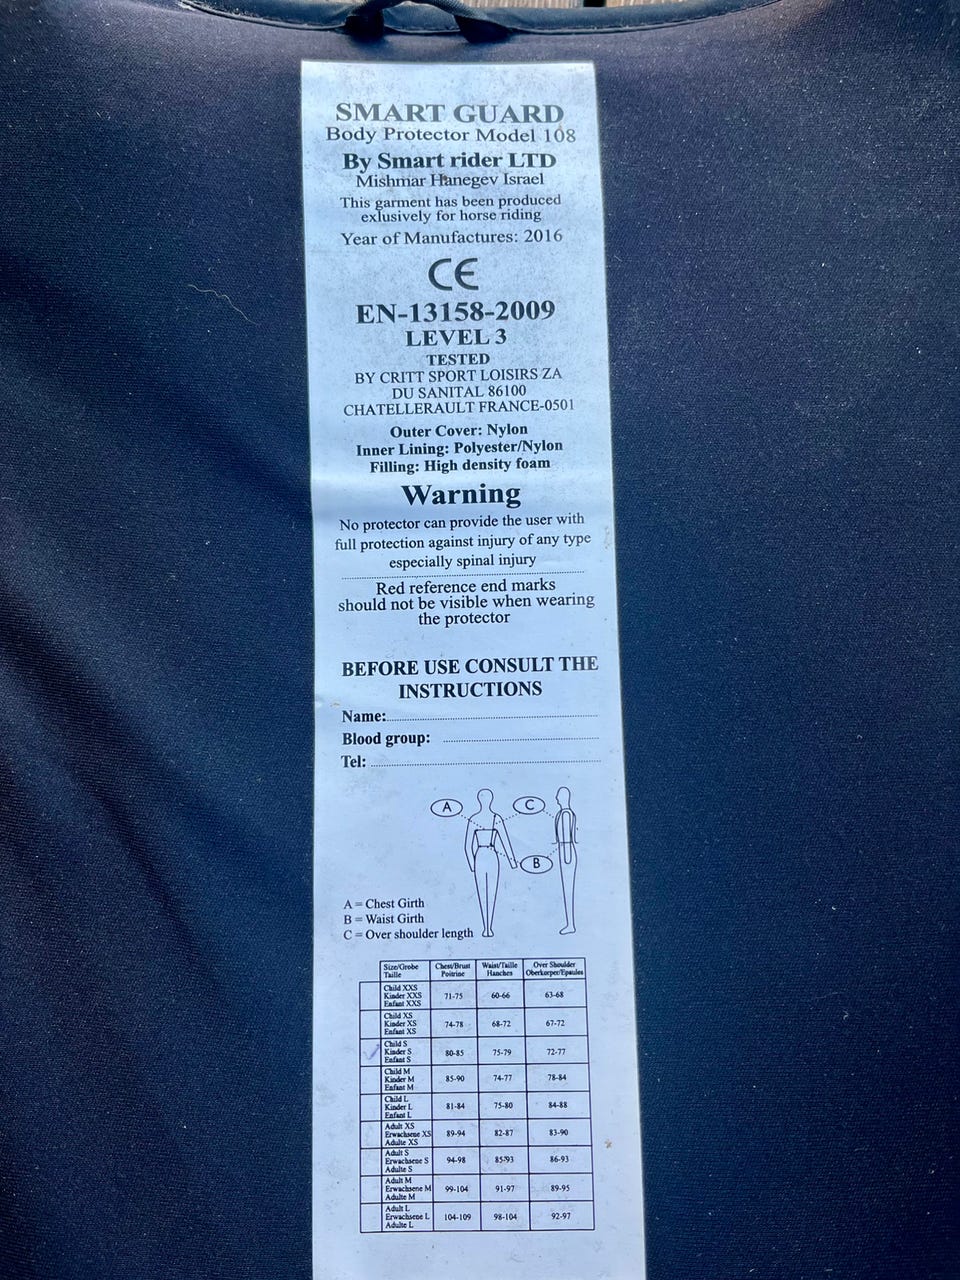 SMART GUARD
Body Protector Model 108
By Smart rider LTD
Mishmar Hanegev Israel
This garment has been produced
exlusively for horse riding
Year of Manufactures: 2016
CE
EN-13158-2009
LEVEL 3
TESTED
BY CRITT SPORT LOISIRS ZA
DU SANITAL 86100
CHATELLERAULT FRANCE-0501
Outer Cover: Nylon
Inner Lining: Polyester/Nylon
Filling: High density foam
Warning
No protector can provide the user with
full protection against injury of any type
especially spinal injury
Red reference end marks
should not be visible when wearing
the protector
BEFORE USE CONSULT THE
INSTRUCTIONS
Name:
Blood group:
Tel:
A C
B
A = Chest Girth
B = Waist Girth
C = Over shoulder length
Size/Grobe Chest/Brust Waist/Taille Over Shoulder
Taille Poitrine Hanches Oberkorper/Epaules
Child XXS
Kinder XXS 71-75 60-66 63-68
Enfant XXS
Child XS
Kinder XS 74-78 68-72 67-72
Enfant XS
Child S
Kinder S 80-85 75-79 72-77
Enfant S
Child M
Kinder M 85-90 74-77 78-84
Enfant M
Child L
Kinder L 81-84 75-80 84-88
Enfant L
Adult XS
Erwachsene XS 89-94 82-87 83-90
Adulte XS
Adult S
Erwachsene S 94-98 85-93 86-93
Adulte S
Adult M
Erwachsene M 99-104 91-97 89-95
Adulte M
Adult L
Erwachsene L 104-109 98-104 92-97
Adulte L